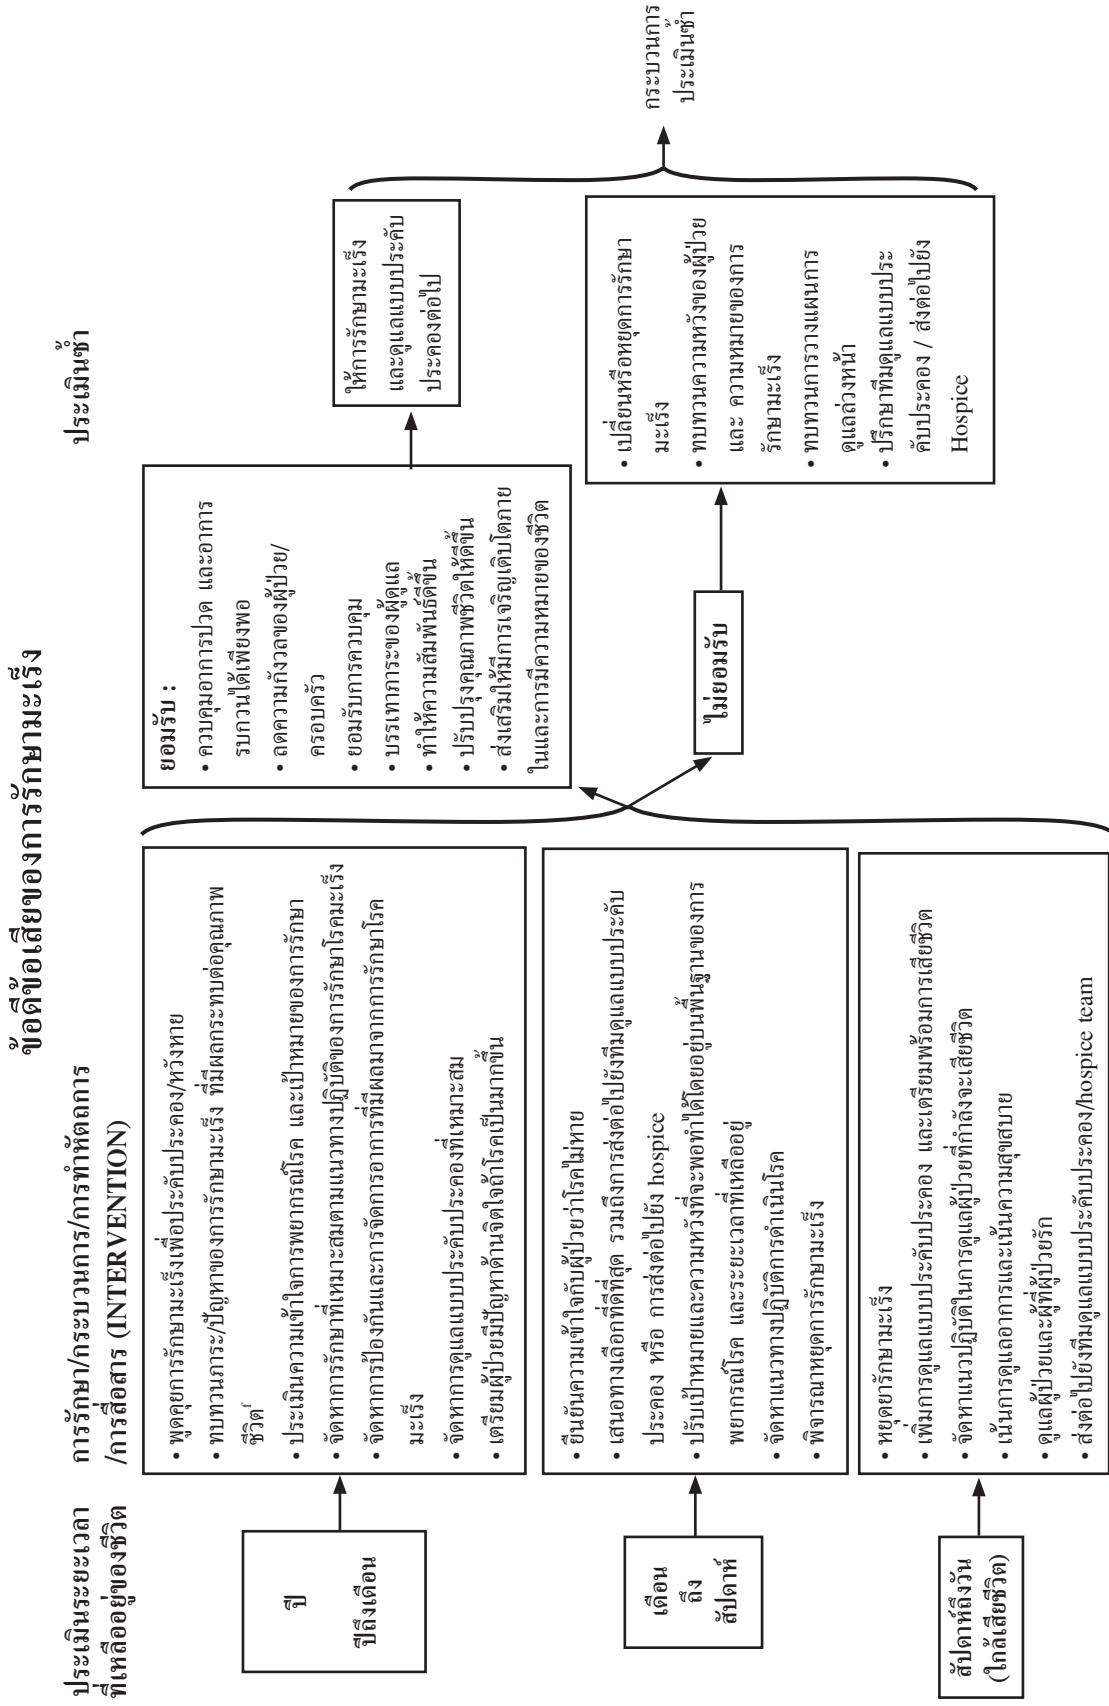 ข้อดีข้อเสียของการรักษามะเร็ง
ประเมินระยะเวลา
ที่เหลืออยู่ของชีวิต
การรักษา/กระบวนการ/การทำหัตถการ
/การสื่อสาร (INTERVENTION)
ประเมินซ้ำ
ปี
ปีถึงเดือน
• พูดคุยการรักษามะเร็งเพื่อประคับประคอง/หวังหาย
• ทบทวนภาระ/ปัญหาของการรักษามะเร็ง ที่มีผลกระทบต่อคุณภาพ
ชีวิตf
• ประเมินความเข้าใจการพยากรณ์โรค และเป้าหมายของการรักษา
• จัดหาการรักษาที่เหมาะสมตามแนวทางปฏิบัติของการรักษาโรคมะเร็ง
• จัดหาการป้องกันและการจัดการอาการที่มีผลมาจากการรักษาโรค
มะเร็ง
• จัดหาการดูแลแบบประคับประคองที่เหมาะสม
• เตรียมผู้ป่วยมีปัญหาด้านจิตใจถ้าโรคเป็นมากขึ้น
เดือน
ถึง
สัปดาห์
• ยืนยันความเข้าใจกับผู้ป่วยว่าโรคไม่หาย
• เสนอทางเลือกที่ดีที่สุด รวมถึงการส่งต่อไปยังทีมดูแลแบบประคับ
ประคอง หรือ การส่งต่อไปยัง hospice
• ปรับเป้าหมายและความหวังที่จะพอทำได้โดยอยู่บนพื้นฐานของการ
พยากรณ์โรค และระยะเวลาที่เหลืออยู่
• จัดหาแนวทางปฏิบัติการดำเนินโรค
• พิจารณาหยุดการรักษามะเร็ง
สัปดาห์ถึงวัน
(ใกล้เสียชีวิต)
• หยุดยารักษามะเร็ง
• เพิ่มการดูแลแบบประคับประคอง และเตรียมพร้อมการเสียชีวิต
• จัดหาแนวปฏิบัติในการดูแลผู้ป่วยที่กำลังจะเสียชีวิต
• เน้นการดูแลอาการและเน้นความสุขสบาย
• ดูแลผู้ป่วยและผู้ที่ผู้ป่วยรัก
• ส่งต่อไปยังทีมดูแลแบบประคับประคอง/hospice team
ยอมรับ :
• ควบคุมอาการปวด และอาการ
รบกวนได้เพียงพอ
• ลดความกังวลของผู้ป่วย/
ครอบครัว
• ยอมรับการควบคุม
• บรรเทาภาระของผู้ดูแล
• ทำให้ความสัมพันธ์ดีขึ้น
• ปรับปรุงคุณภาพชีวิตให้ดีขึ้น
• ส่งเสริมให้มีการเจริญเติบโตภาย
ในและการมีความหมายของชีวิต
ไม่ยอมรับ
ให้การรักษามะเร็ง
และดูแลแบบประคับ
ประคองต่อไป
• เปลี่ยนหรือหยุดการรักษา
มะเร็ง
• ทบทวนความหวังของผู้ป่วย
และ ความหมายของการ
รักษามะเร็ง
• ทบทวนการวางแผนการ
ดูแลล่วงหน้า
• ปรึกษาทีมดูแลแบบประ
คับประคอง / ส่งต่อไปยัง
Hospice
กระบวนการ
ประเมินซ้ำ